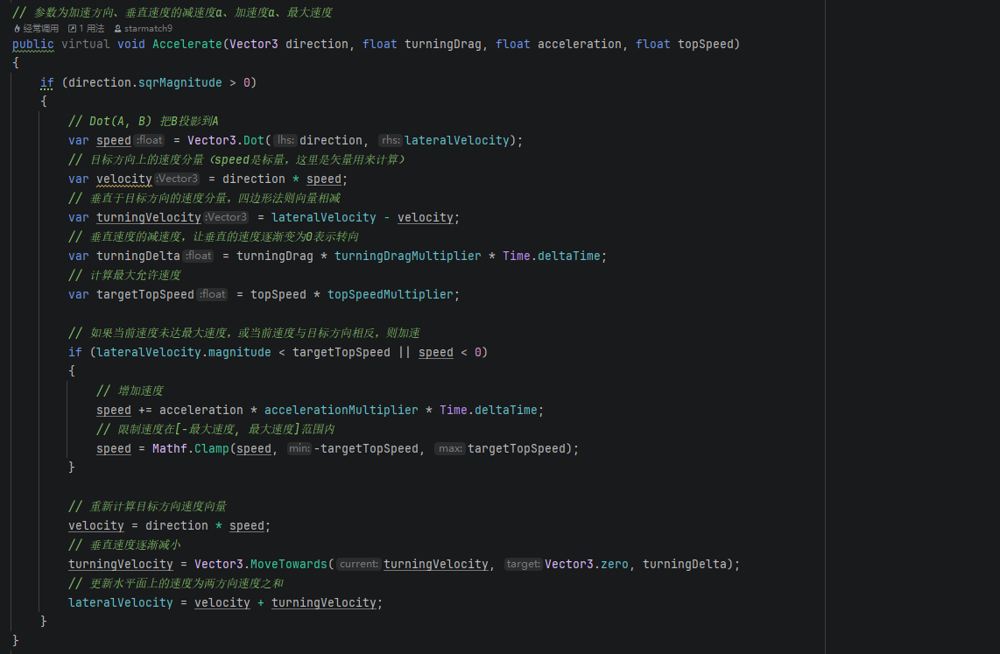 // 参数为加速方向、垂直速度的减速度a、加速度a、最大速度
经常调用 1 用法 starmatch9
public virtual void Accelerate(Vector3 direction, float turningDrag, float acceleration, float topSpeed)
{
if (direction.sqrMagnitude > 0)
{
// Dot(A, B) 把B投影到A
var speed :float = Vector3.Dot( lhs: direction, rhs: lateralVelocity);
// 目标方向上的速度分量（speed是标量，这里是矢量用来计算）
var velocity :Vector3 = direction * speed;
// 垂直于目标方向的速度分量，四边形法则向量相减
var turningVelocity :Vector3 = lateralVelocity - velocity;
// 垂直速度的减速度，让垂直的速度逐渐变为0表示转向
var turningDelta :float = turningDrag * turningDragMultiplier * Time.deltaTime;
// 计算最大允许速度
var targetTopSpeed :float = topSpeed * topSpeedMultiplier;
// 如果当前速度未达最大速度，或当前速度与目标方向相反，则加速
if (lateralVelocity.magnitude < targetTopSpeed || speed < 0)
{
// 增加速度
speed += acceleration * accelerationMultiplier * Time.deltaTime;
// 限制速度在[-最大速度, 最大速度]范围内
speed = Mathf.Clamp(speed, min: -targetTopSpeed, max: targetTopSpeed);
}
// 重新计算目标方向速度向量
velocity = direction * speed;
// 垂直速度逐渐减小
turningVelocity = Vector3.MoveTowards( current: turningVelocity, target: Vector3.zero, turningDelta);
// 更新水平面上的速度为两方向速度之和
lateralVelocity = velocity + turningVelocity;
}
}